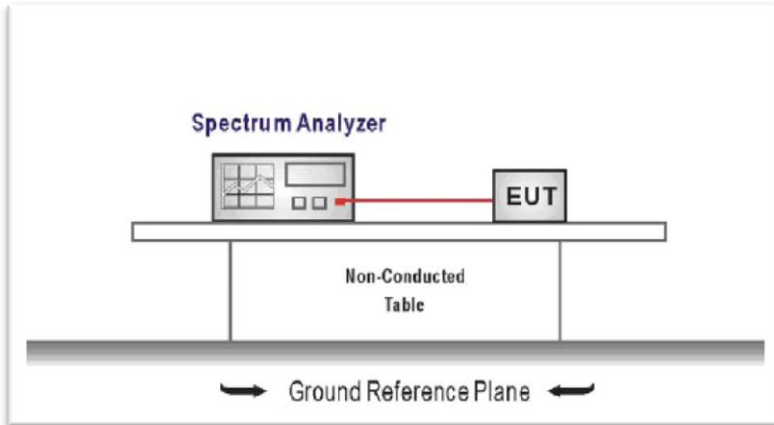 Spectrum Analyzer
EUT
Non-Conducted
Table
Ground Reference Plane